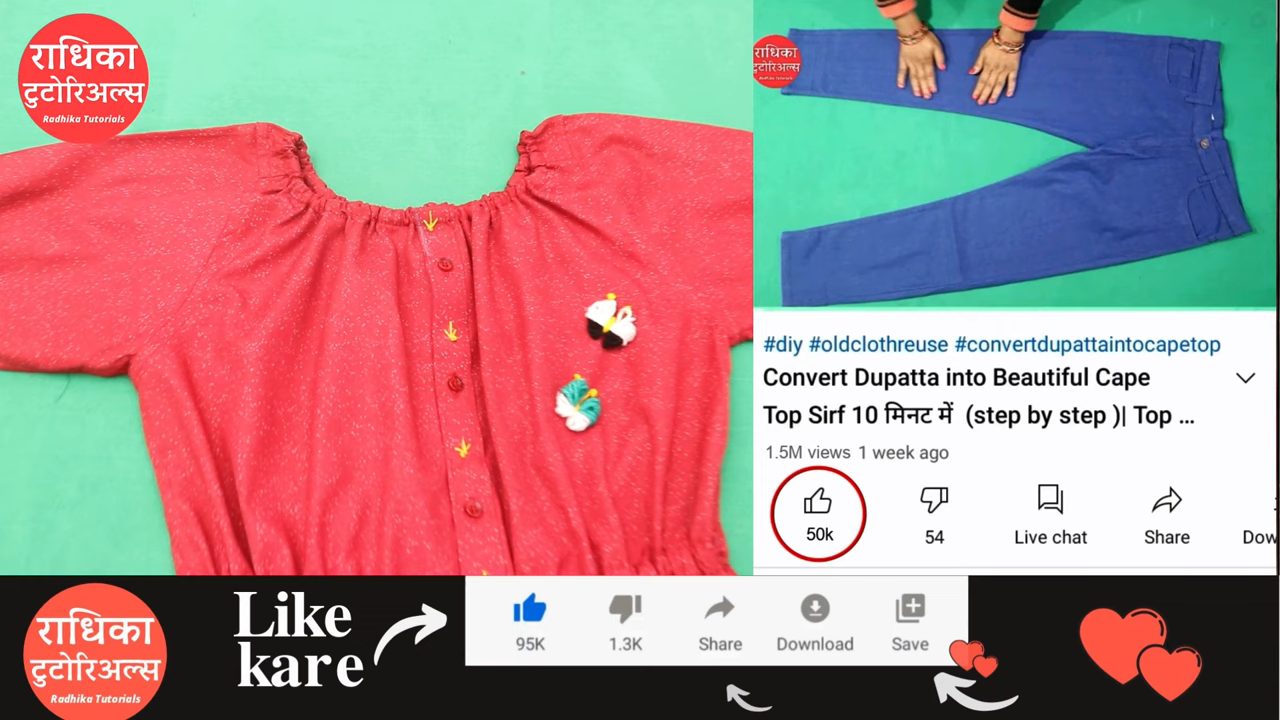 राधिका
टुटोरिअल्स
Radhika Tutorials
राधिका
टुटोरिअल्स
Radhika Tutorials
#diy #oldclothreuse #convertdupattaintocapetop
Convert Dupatta into Beautiful Cape
Top Sirf 10 मिनट में (step by step )| Top ...
1.5M views 1 week ago
50k
54
Live chat
Share
Dow
राधिका
टुटोरिअल्स
Radhika Tutorials
Like
kare
95K
1.3K
Share
Download
Save